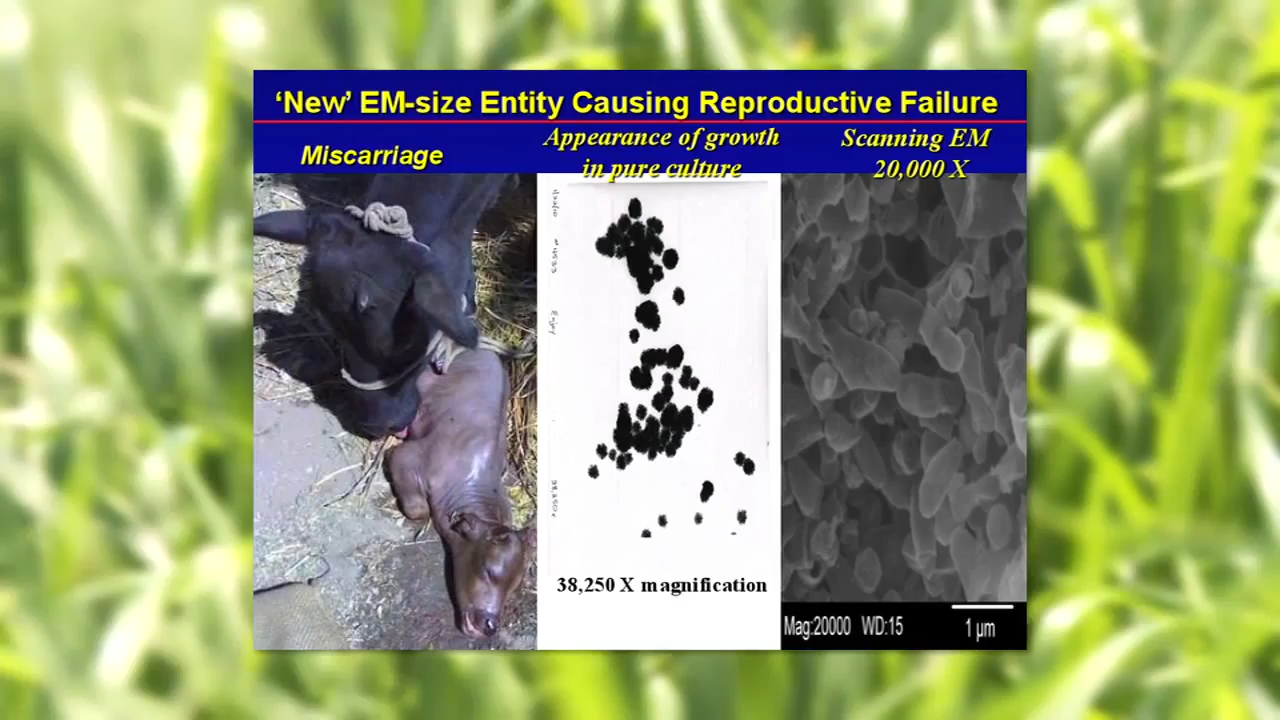 ‘New’ EM-size Entity Causing Reproductive Failure
Miscarriage
Appearance of growth
in pure culture
Scanning EM
20,000 X
38,250 X magnification
Mag:20000 WD:15
1 µm